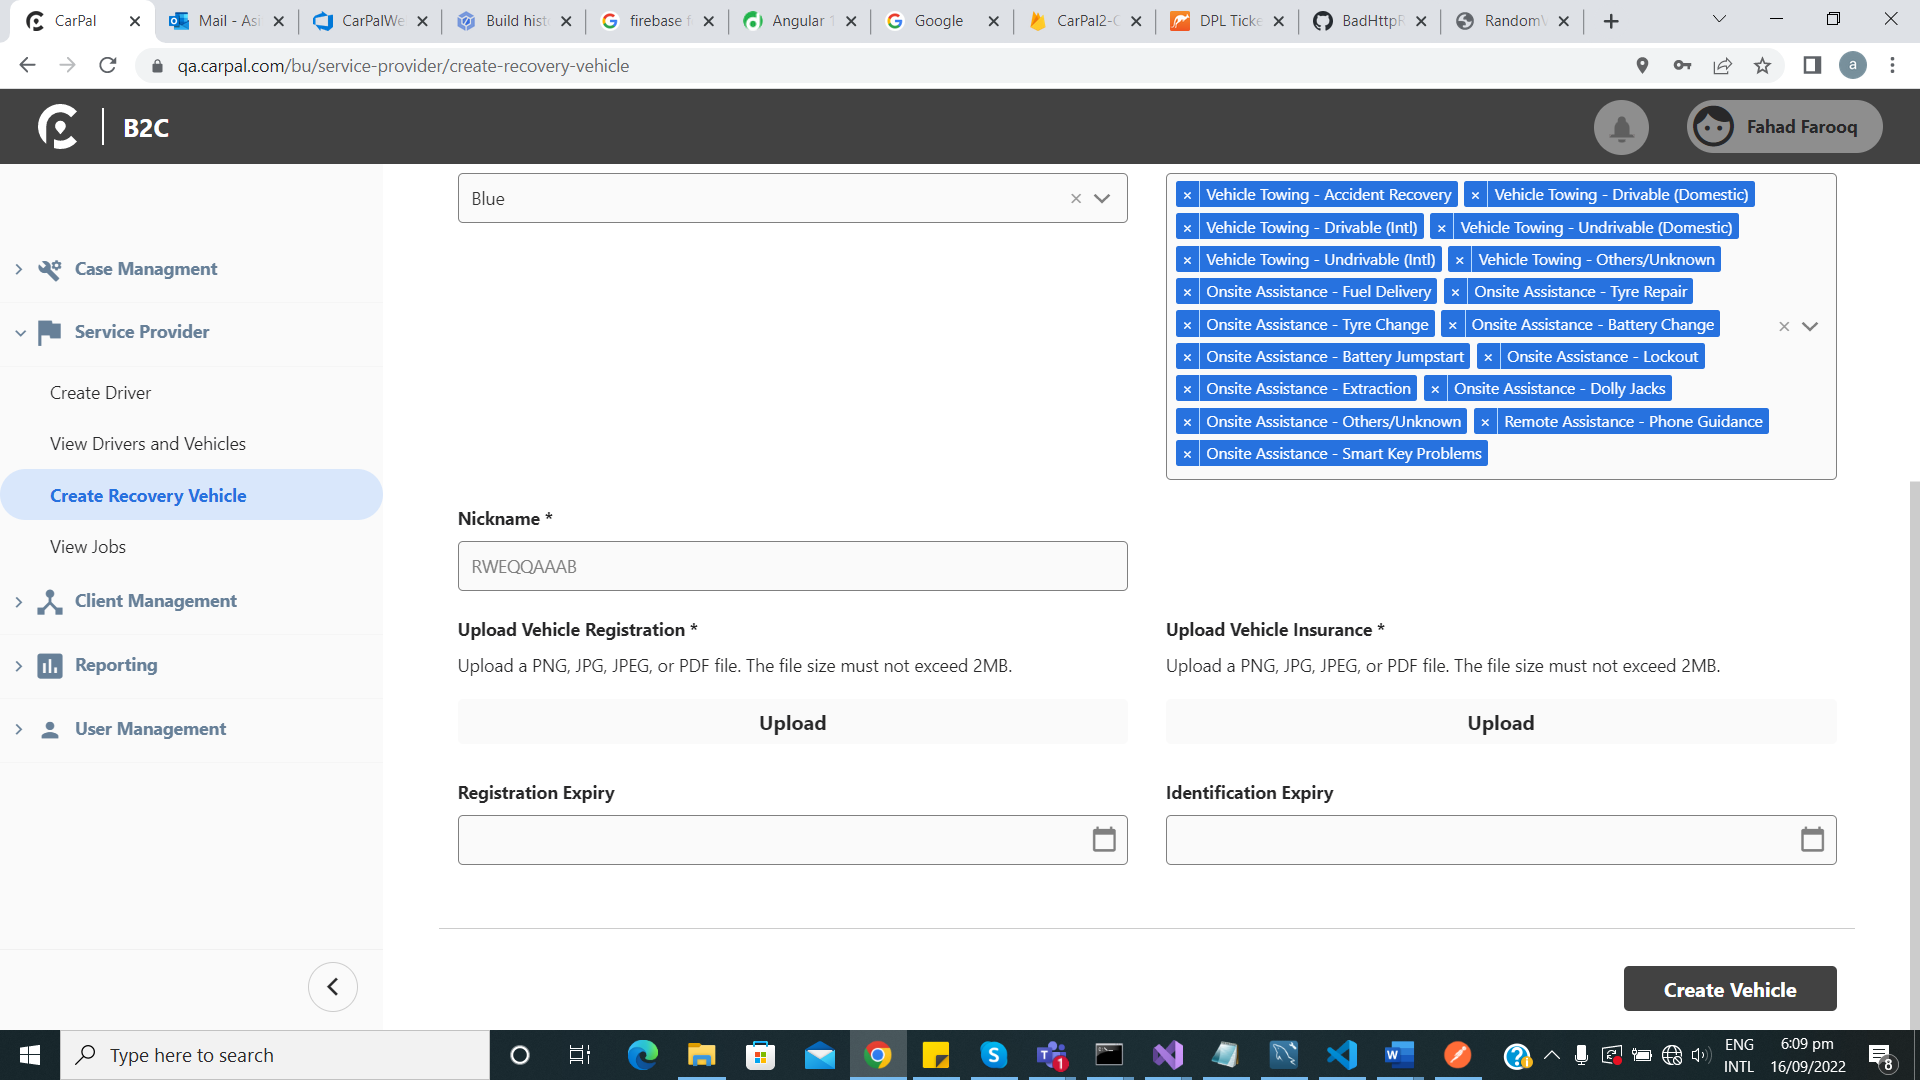 CarPal
Mail - Asi
CarPalWe
Build hist
firebase f
Angular 1
Google
CarPal2-C
DPL Ticke
BadHttpR
RandomV
qa.carpal.com/bu/service-provider/create-recovery-vehicle
a
B2C
Fahad Farooq
Case Managment
Service Provider
Create Driver
View Drivers and Vehicles
Create Recovery Vehicle
View Jobs
Client Management
Reporting
User Management
Blue
× Vehicle Towing - Accident Recovery × Vehicle Towing - Drivable (Domestic)
× Vehicle Towing - Drivable (Intl) × Vehicle Towing - Undrivable (Domestic)
× Vehicle Towing - Undrivable (Intl) × Vehicle Towing - Others/Unknown
× Onsite Assistance - Fuel Delivery × Onsite Assistance - Tyre Repair
× Onsite Assistance - Tyre Change × Onsite Assistance - Battery Change
× Onsite Assistance - Battery Jumpstart × Onsite Assistance - Lockout
× Onsite Assistance - Extraction × Onsite Assistance - Dolly Jacks
× Onsite Assistance - Others/Unknown × Remote Assistance - Phone Guidance
× Onsite Assistance - Smart Key Problems
Nickname *
RWEQQAAAB
Upload Vehicle Registration *
Upload a PNG, JPG, JPEG, or PDF file. The file size must not exceed 2MB.
Upload
Upload Vehicle Insurance *
Upload a PNG, JPG, JPEG, or PDF file. The file size must not exceed 2MB.
Upload
Registration Expiry
Identification Expiry
Create Vehicle
Type here to search
1
ENG
INTL
6:09 pm
16/09/2022
8